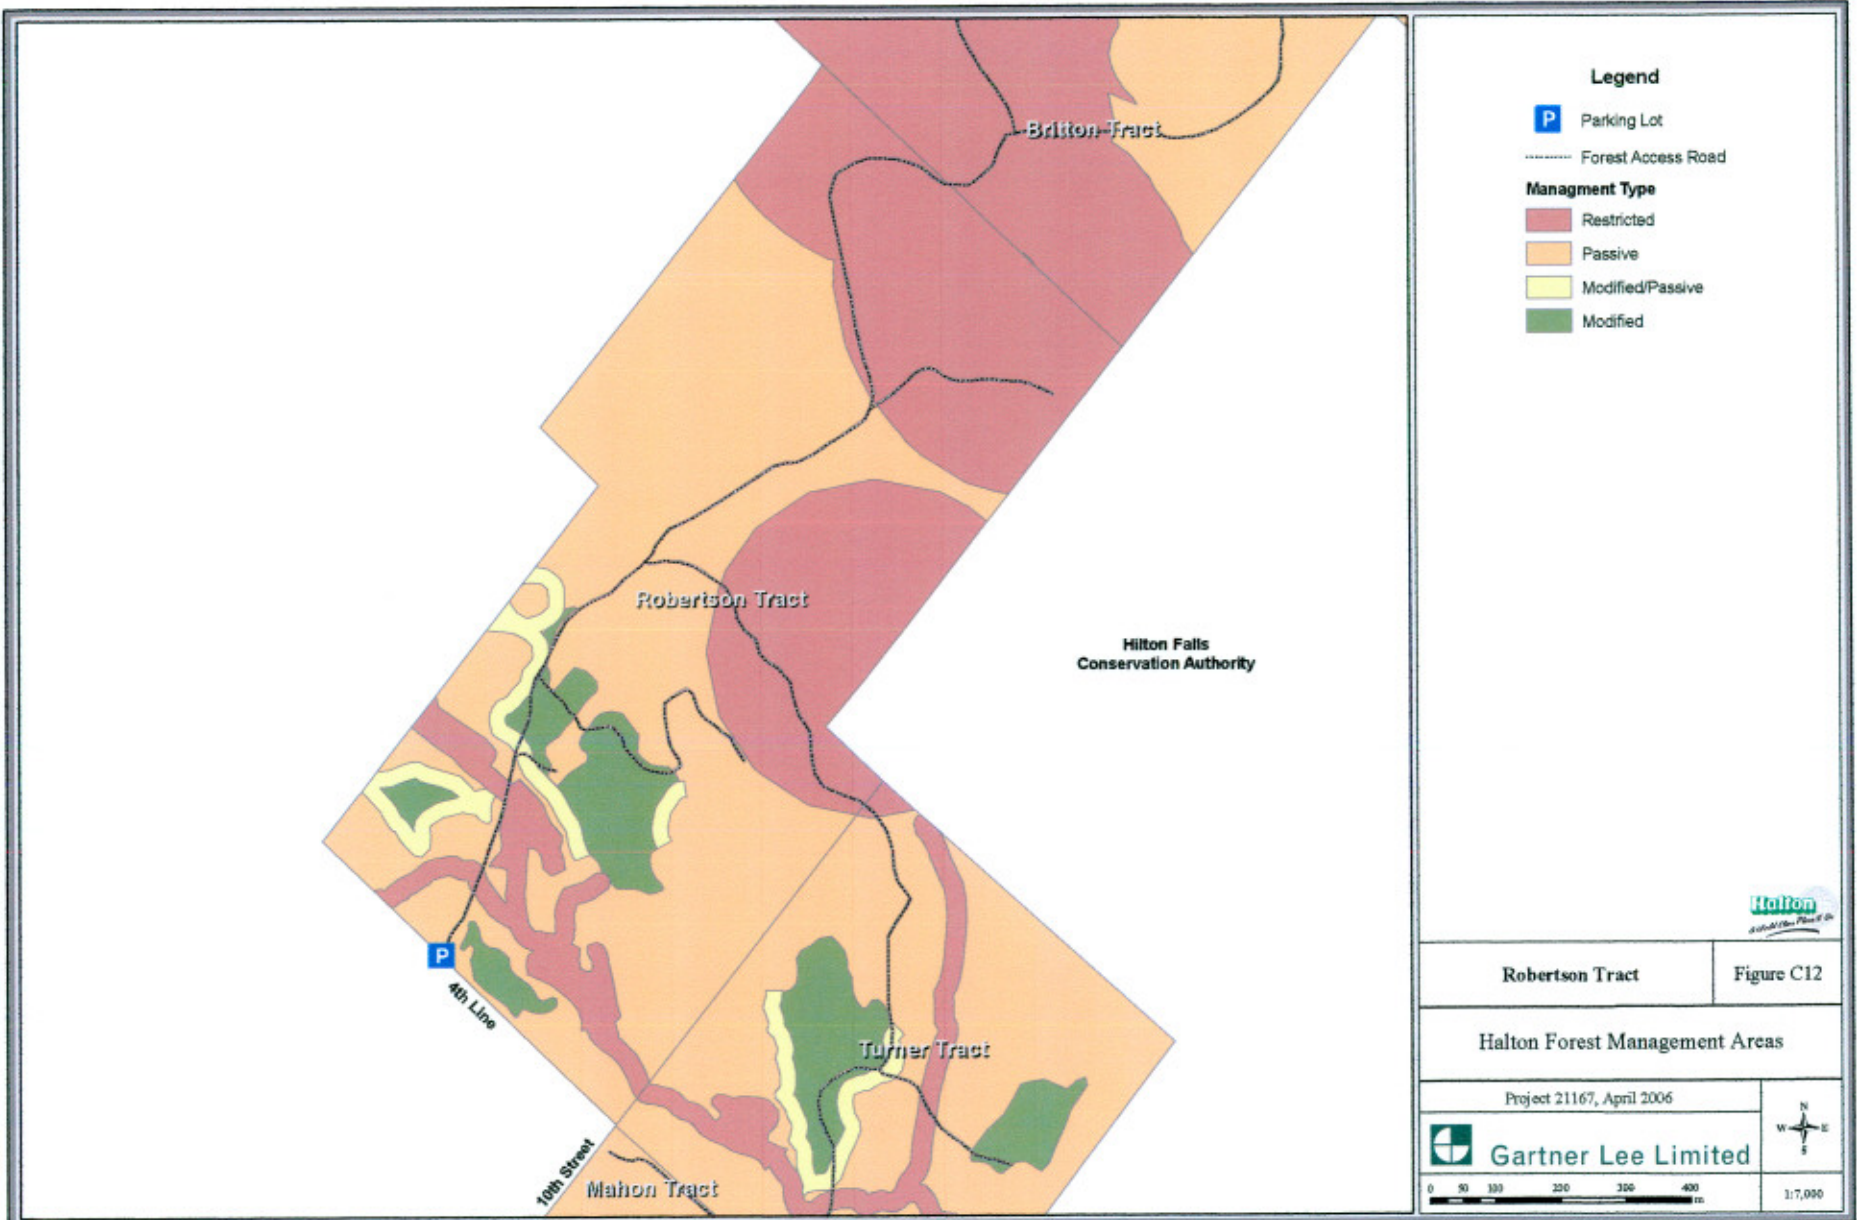 Britton Tract
Robertson Tract
Hilton Falls
Conservation Authority
P
4th Line
Turner Tract
10th Street
Mahon Tract
Legend
P Parking Lot
Forest Access Road
Managment Type
Restricted
Passive
Modified/Passive
Modified
Halton
Robertson Tract
Figure C12
Halton Forest Management Areas
Project 21167, April 2006
Gartner Lee Limited
N
W E
S
0 50 100 200 300 400
m
1:7,000